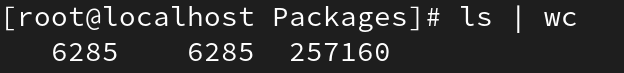 [root@localhost Packages]# ls | wc
   6285    6285  257160